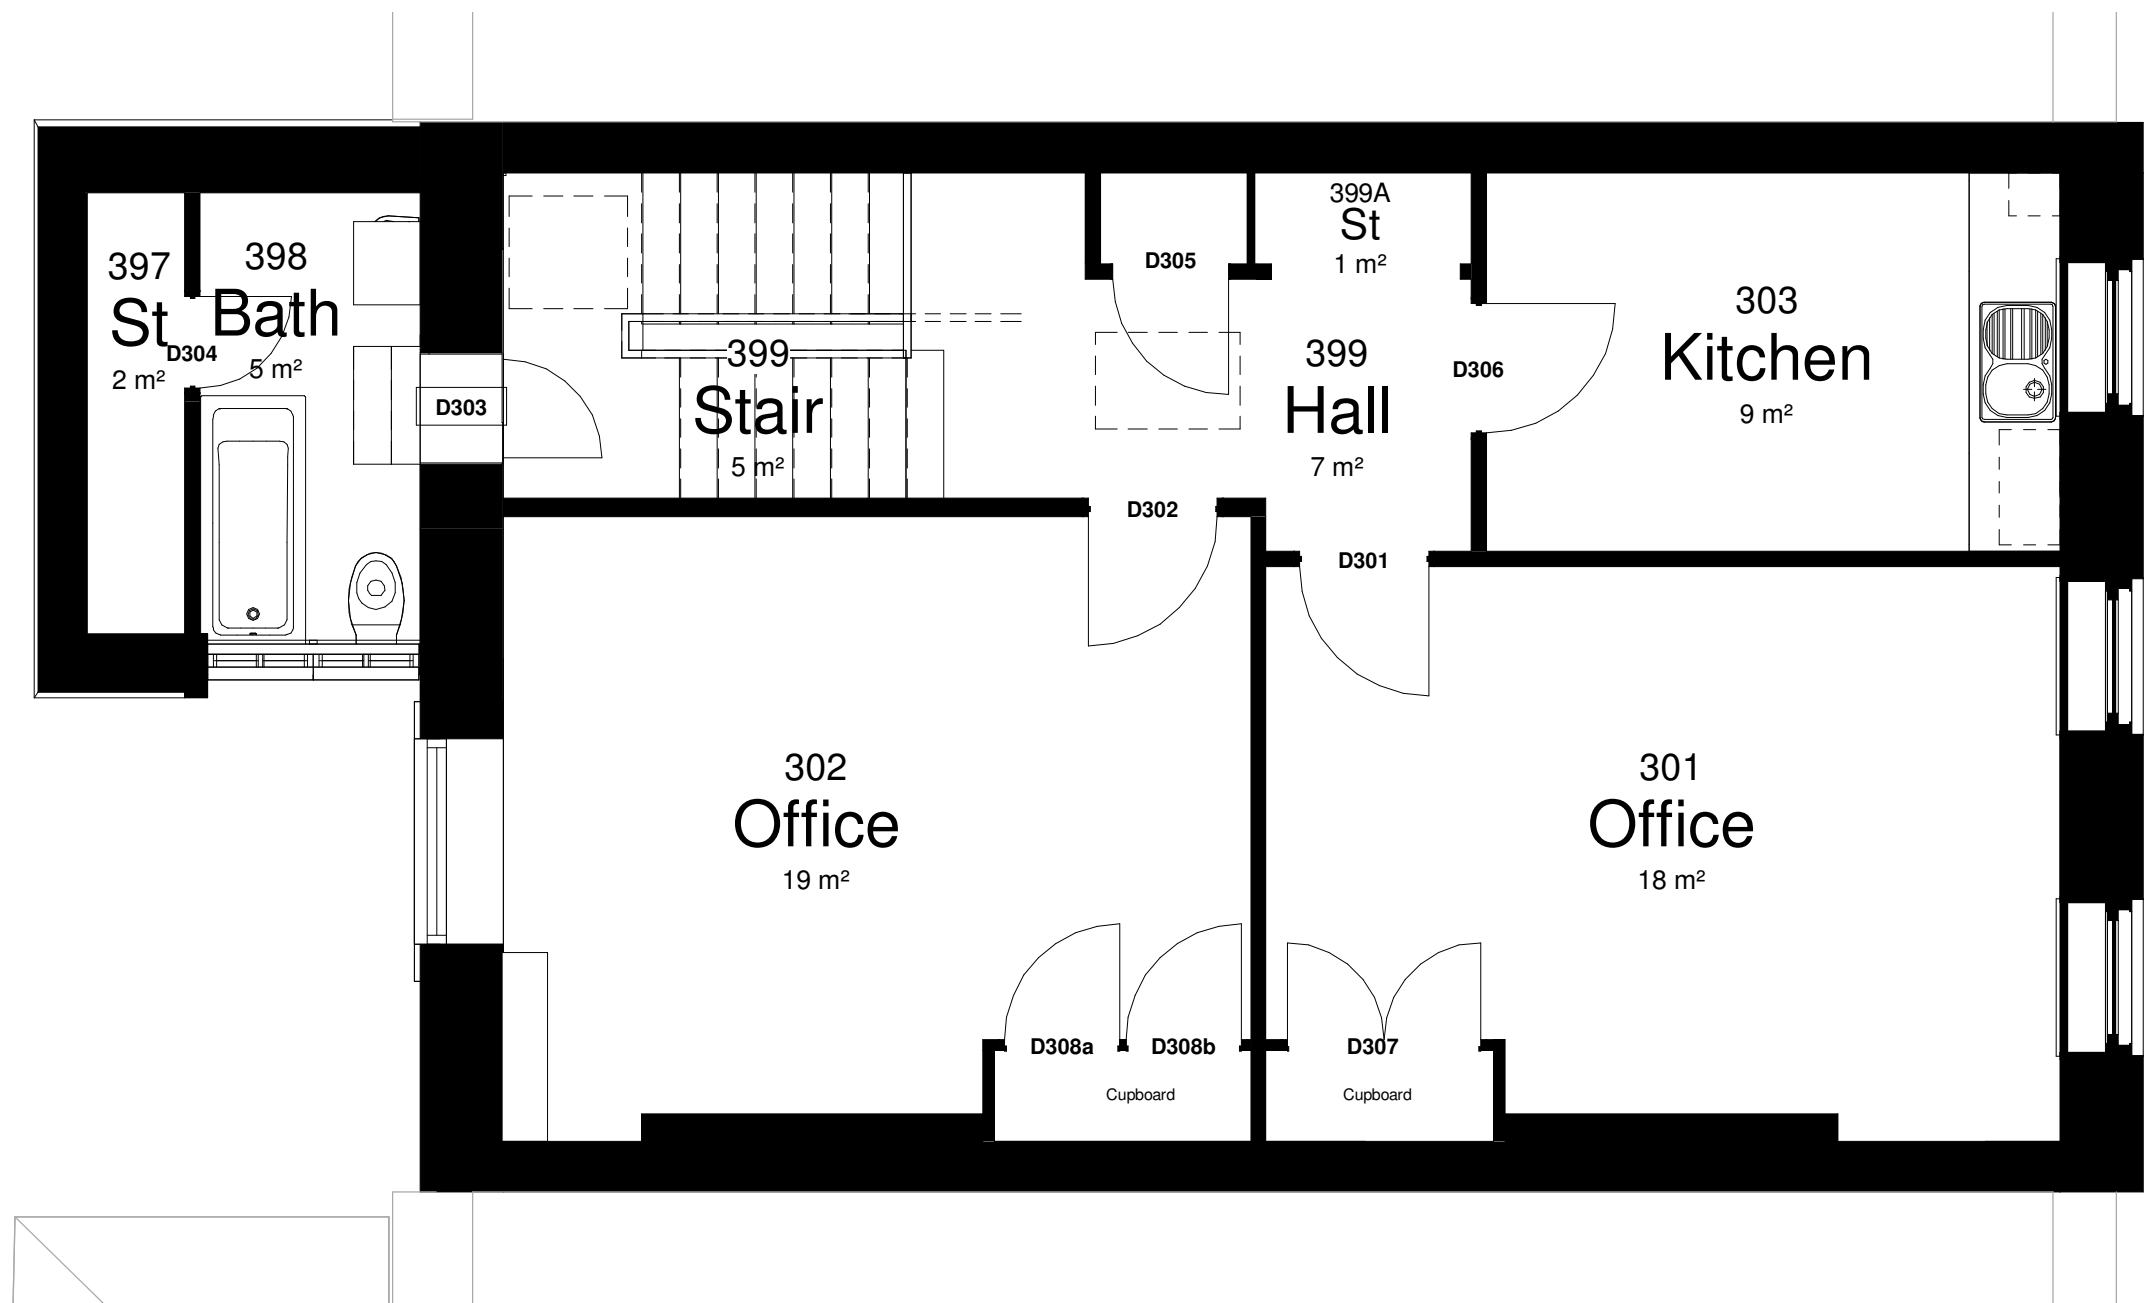 397
St
2 m²
D304
398
Bath
5 m²
D303
399
Stair
5 m²
D305
399A
St
1 m²
399
Hall
7 m²
D306
303
Kitchen
9 m²
D302
D301
302
Office
19 m²
301
Office
18 m²
D308a
D308b
Cupboard
D307
Cupboard